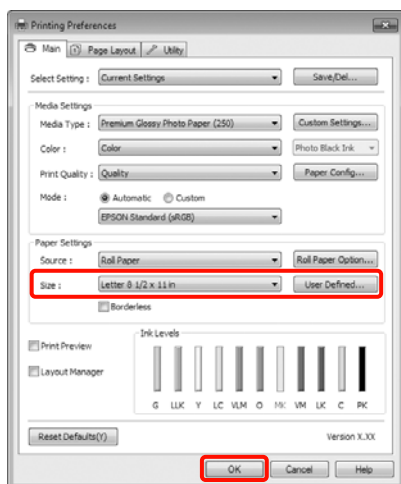 Printing Preferences
Main Page Layout Utility
Select Setting : Current Settings Save/Del...
Media Settings
Media Type : Premium Glossy Photo Paper (250) Custom Settings...
Color : Color Photo Black Ink
Print Quality : Quality Paper Config...
Mode : Automatic Custom
EPSON Standard (sRGB)
Paper Settings
Source : Roll Paper Roll Paper Option...
Size : Letter 8 1/2 x 11 in User Defined...
Borderless
Ink Levels
Print Preview
Layout Manager
G LLK Y LC VLM O MK VM LK C PK
Reset Defaults(Y) Version X.XX
OK Cancel Help